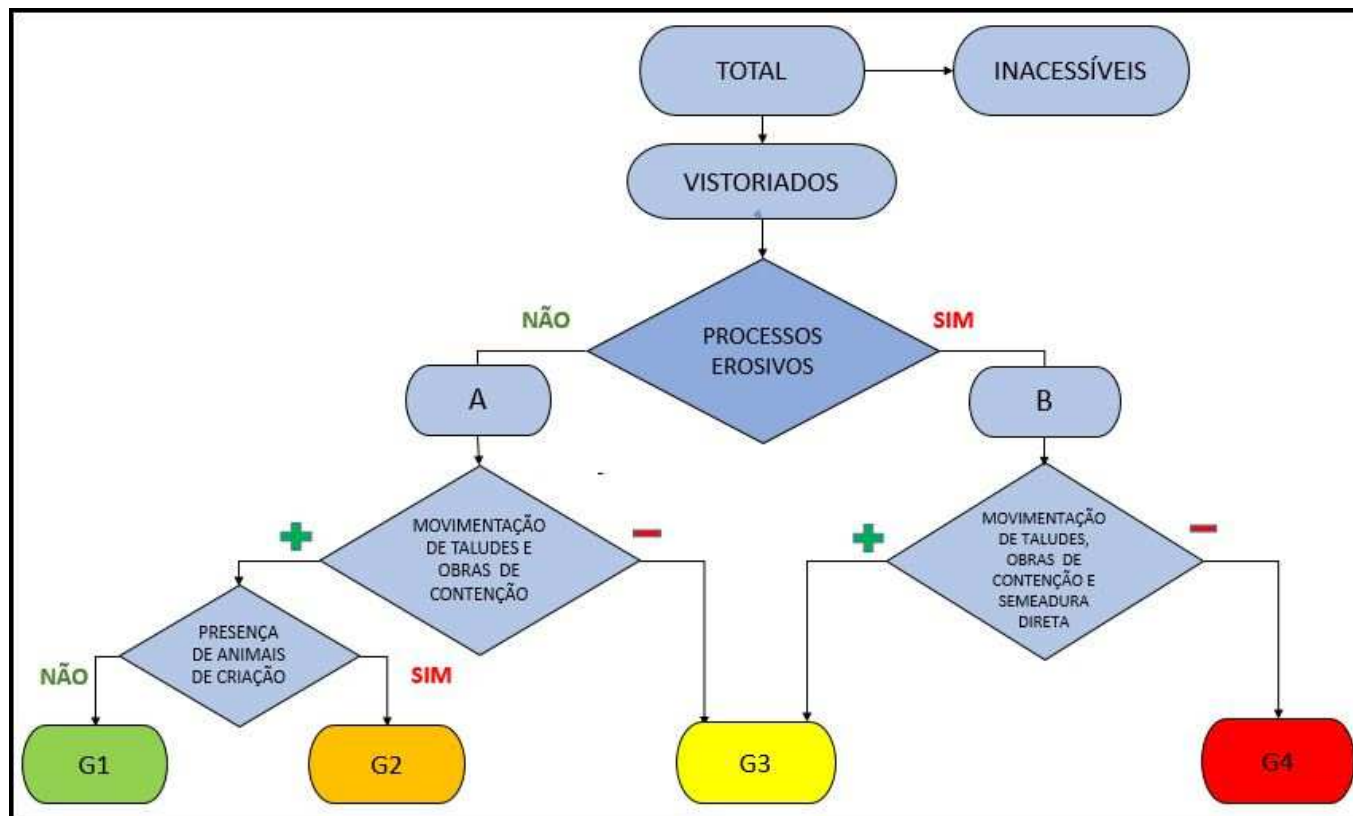 TOTAL
INACESSÍVEIS
VISTORIADOS
NÃO
SIM
PROCESSOS
EROSIVOS
A
B
MOVIMENTAÇÃO
DE TALUDES E
OBRAS DE
CONTENÇÃO
MOVIMENTAÇÃO
DE TALUDES,
OBRAS DE
CONTENÇÃO E
SEMEADURA
DIRETA
PRESENÇA
DE ANIMAIS
DE CRIAÇÃO
NÃO
SIM
G1
G2
G3
G4